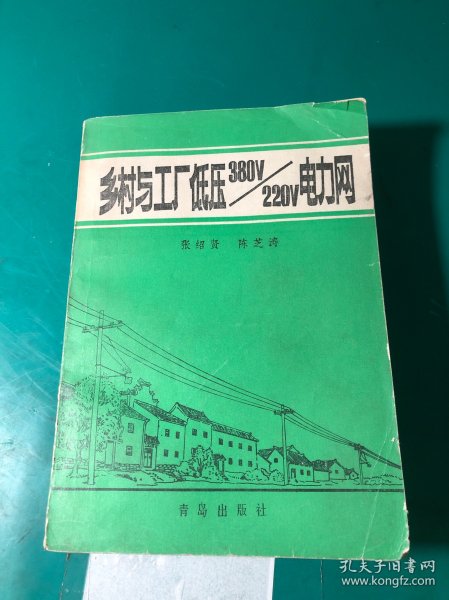 乡村与工厂低压380V/220V电力网
张绍贤 陈芝涛
青岛出版社
孔夫子旧书网
www.kongfz.com